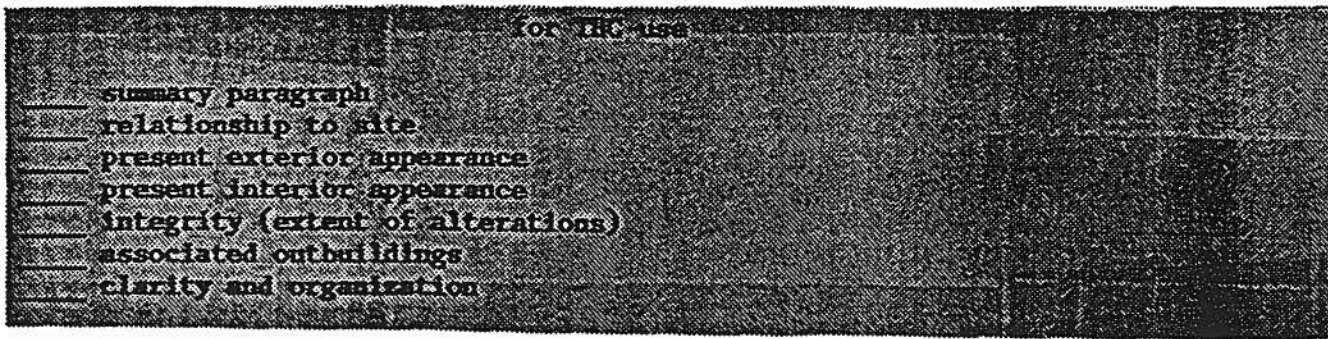 for THC use
summary paragraph
relationship to site
present exterior appearance
present interior appearance
integrity (extent of alterations)
associated outbuildings
clarity and organization